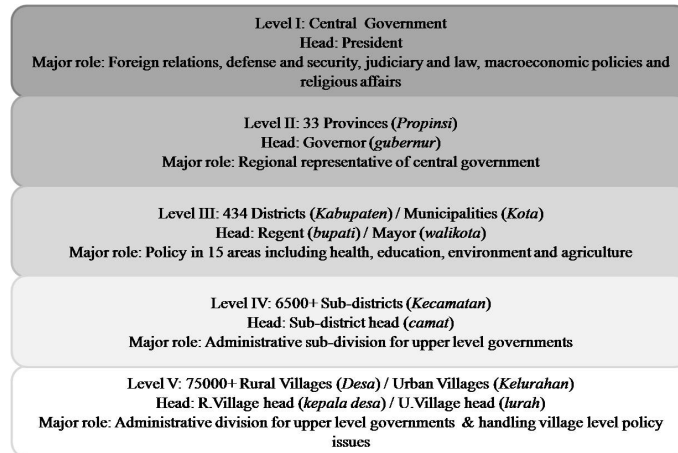 Level I: Central Government
Head: President
Major role: Foreign relations, defense and security, judiciary and law, macroeconomic policies and
religious affairs
Level II: 33 Provinces (Propinsi)
Head: Governor (gubernur)
Major role: Regional representative of central government
Level III: 434 Districts (Kabupaten) / Municipalities (Kota)
Head: Regent (bupati) / Mayor (walikota)
Major role: Policy in 15 areas including health, education, environment and agriculture
Level IV: 6500+ Sub-districts (Kecamatan)
Head: Sub-district head (camat)
Major role: Administrative sub-division for upper level governments
Level V: 75000+ Rural Villages (Desa) / Urban Villages (Kelurahan)
Head: R.Village head (kepala desa) / U.Village head (lurah)
Major role: Administrative division for upper level governments & handling village level policy
issues